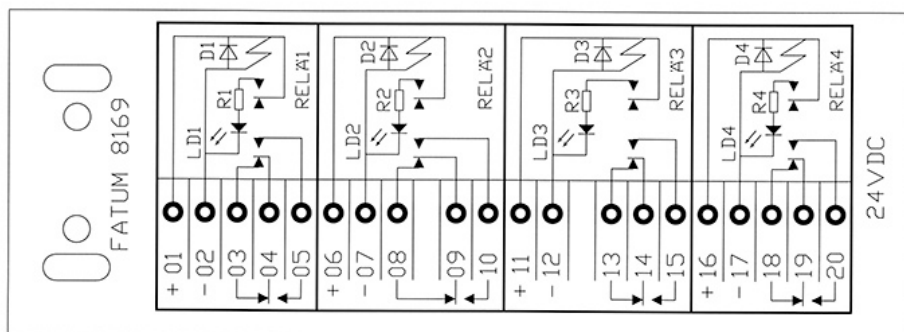 FATUM 8169
D1
R1
LD1
RELÄ1
+ 01
- 02
03
04
05
D2
R2
LD2
RELÄ2
+ 06
- 07
08
09
10
D3
R3
LD3
RELÄ3
+ 11
- 12
13
14
15
D4
R4
LD4
RELÄ4
+ 16
- 17
18
19
20
24VDC